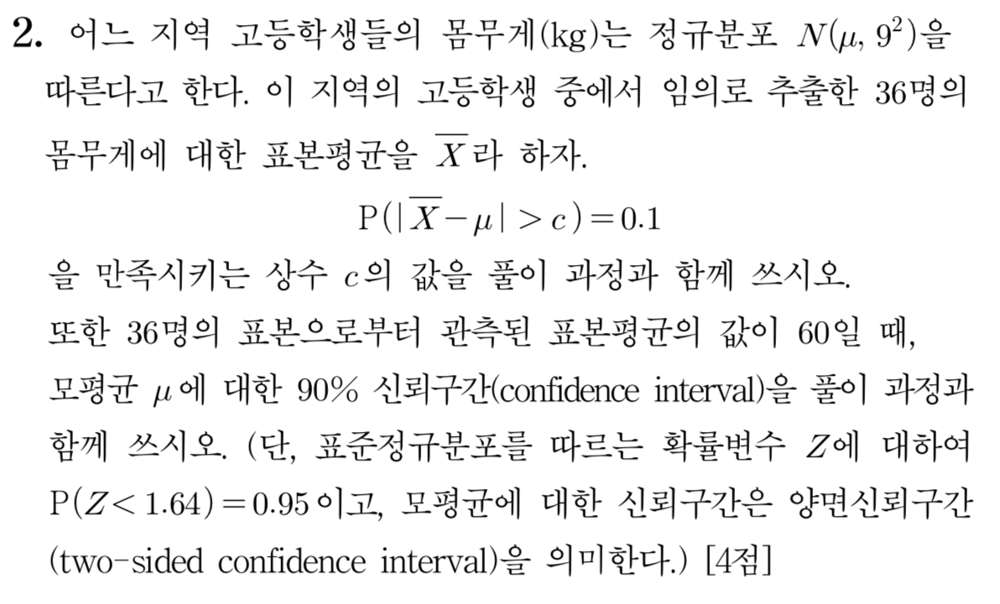 2. 어느 지역 고등학생들의 몸무게(kg)는 정규분포 N(μ, 9²)을
따른다고 한다. 이 지역의 고등학생 중에서 임의로 추출한 36명의
몸무게에 대한 표본평균을 X̅라 하자.
P(|X̅−μ| > c) = 0.1
을 만족시키는 상수 c의 값을 풀이 과정과 함께 쓰시오.
또한 36명의 표본으로부터 관측된 표본평균의 값이 60일 때,
모평균 μ에 대한 90% 신뢰구간(confidence interval)을 풀이 과정과
함께 쓰시오. (단, 표준정규분포를 따르는 확률변수 Z에 대하여
P(Z < 1.64) = 0.95이고, 모평균에 대한 신뢰구간은 양면신뢰구간
(two-sided confidence interval)을 의미한다.) [4점]